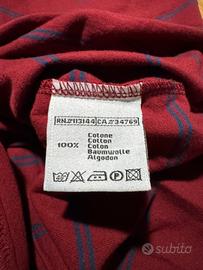 RN#113144 CA#34769
100%
Cotone
Cotton
Coton
Baumwolle
Algodon
subito